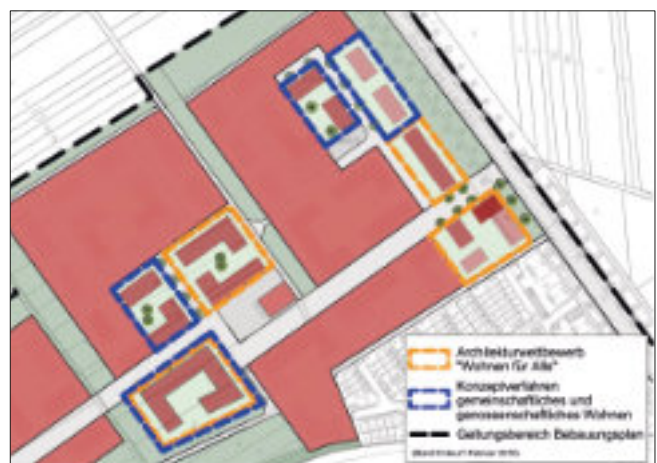 Architekturwettbewerb
"Wohnen für Alle"
Konzeptverfahren
gemeinschaftliches und
genossenschaftliches Wohnen
Geltungsbereich Bebauungsplan